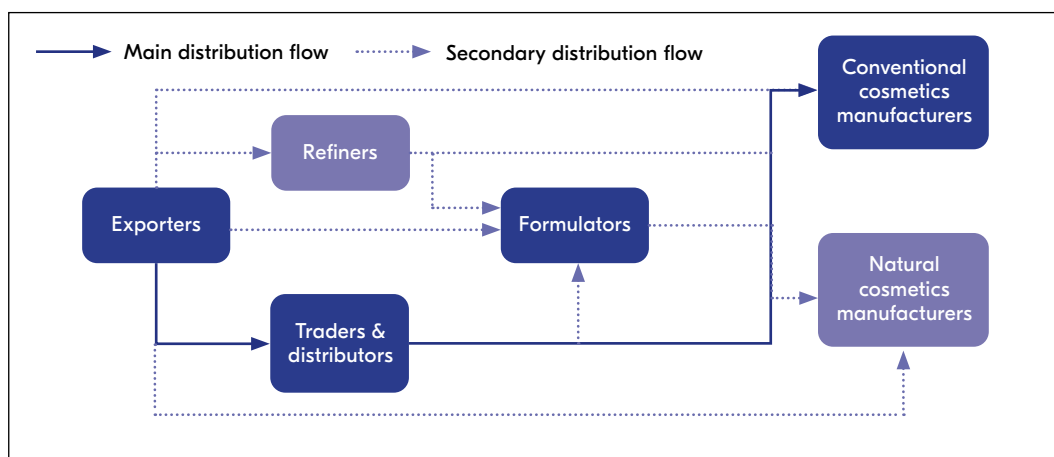 Main distribution flow
Secondary distribution flow
Conventional
cosmetics
manufacturers
Refiners
Exporters
Formulators
Natural
cosmetics
manufacturers
Traders &
distributors